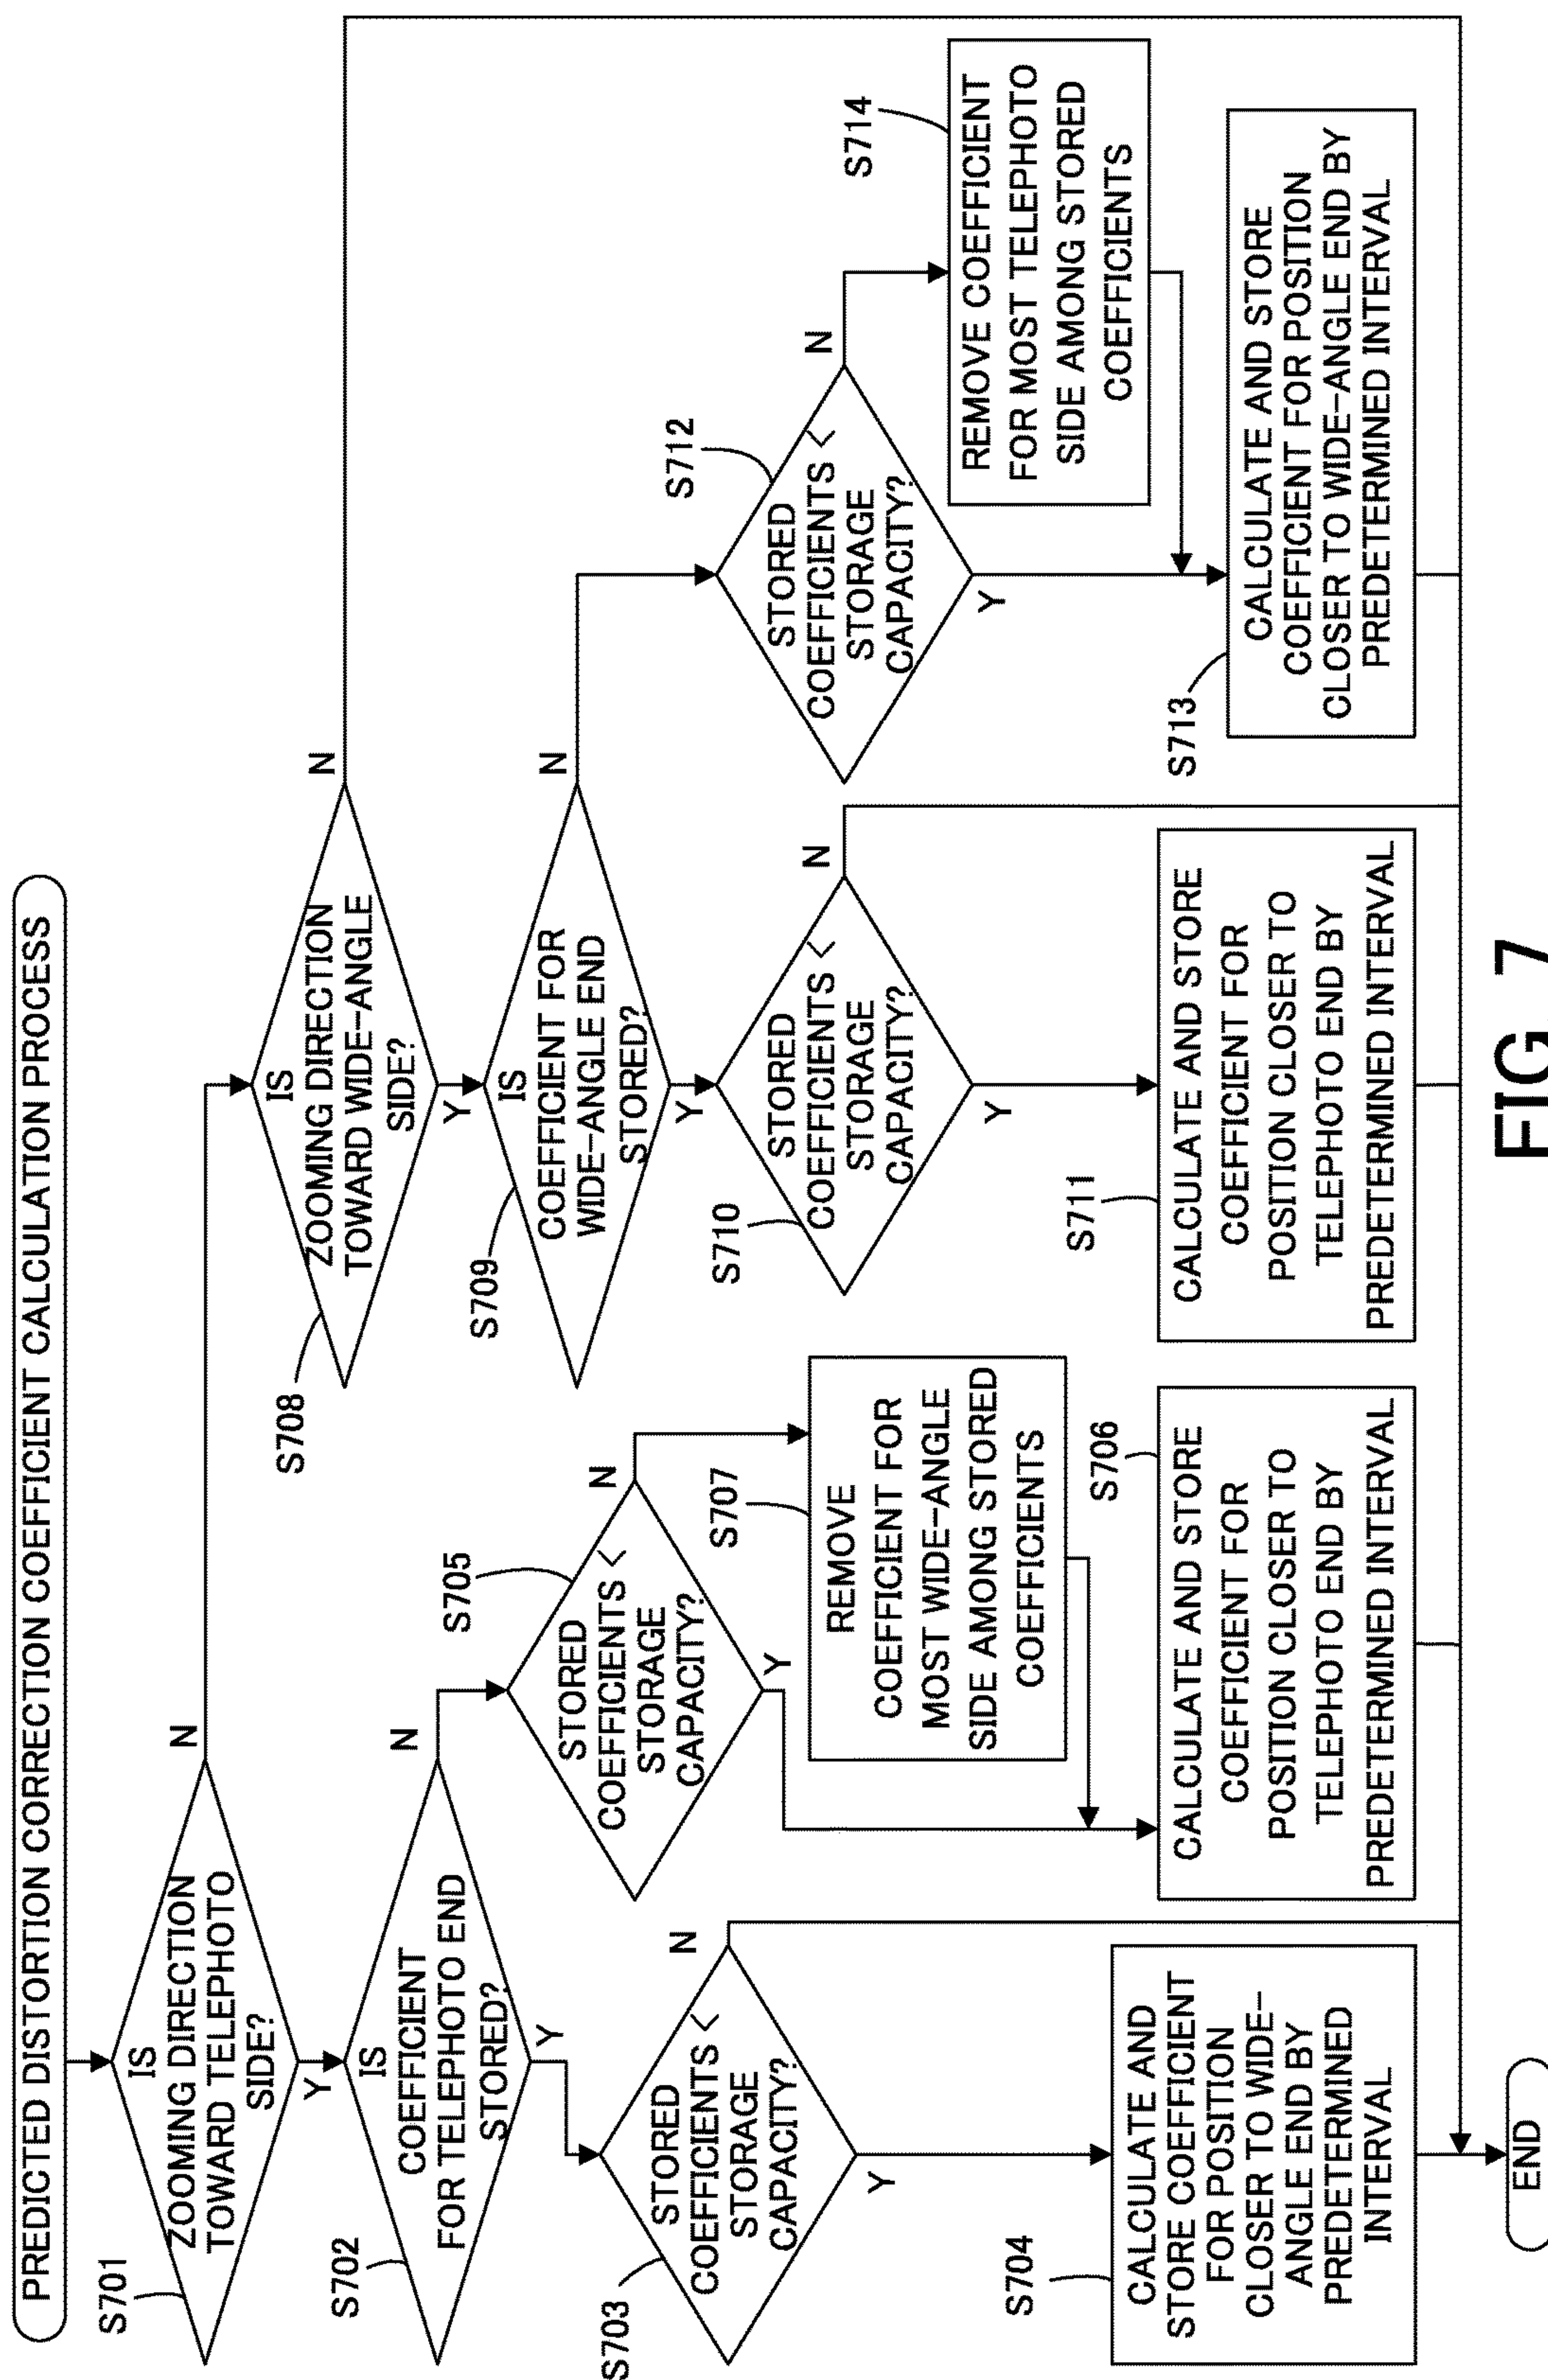 PREDICTED DISTORTION CORRECTION COEFFICIENT CALCULATION PROCESS
S701
IS
ZOOMING DIRECTION
TOWARD TELEPHOTO
SIDE?
N
Y
S702
IS
COEFFICIENT
FOR TELEPHOTO END
STORED?
N
Y
S703
STORED
COEFFICIENTS <
STORAGE
CAPACITY?
N
Y
S704
CALCULATE AND
STORE COEFFICIENT
FOR POSITION
CLOSER TO WIDE-
ANGLE END BY
PREDETERMINED
INTERVAL
S705
STORED
COEFFICIENTS <
STORAGE
CAPACITY?
N
Y
S707
REMOVE
COEFFICIENT FOR
MOST WIDE-ANGLE
SIDE AMONG STORED
COEFFICIENTS
S706
CALCULATE AND STORE
COEFFICIENT FOR
POSITION CLOSER TO
TELEPHOTO END BY
PREDETERMINED INTERVAL
S708
IS
ZOOMING DIRECTION
TOWARD WIDE-ANGLE
SIDE?
N
Y
S709
IS
COEFFICIENT FOR
WIDE-ANGLE END
STORED?
N
Y
S710
STORED
COEFFICIENTS <
STORAGE
CAPACITY?
N
Y
S711
CALCULATE AND STORE
COEFFICIENT FOR
POSITION CLOSER TO
TELEPHOTO END BY
PREDETERMINED INTERVAL
S712
STORED
COEFFICIENTS <
STORAGE
CAPACITY?
N
Y
S714
REMOVE COEFFICIENT
FOR MOST TELEPHOTO
SIDE AMONG STORED
COEFFICIENTS
S713
CALCULATE AND STORE
COEFFICIENT FOR POSITION
CLOSER TO WIDE-ANGLE END BY
PREDETERMINED INTERVAL
END
FIG. 7